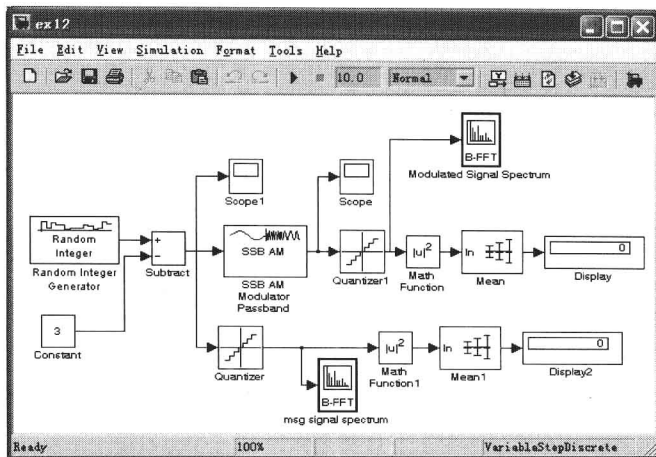 ex12
File Edit View Simulation Format Tools Help
10.0 Normal
B-FFT
Modulated Signal Spectrum
Scope1
Scope
Random
Integer
Random Integer
Generator
+
−
Subtract
SSB AM
SSB AM
Modulator
Passband
Quantizer1
|u|²
Math
Function
In
Mean
0
Display
3
Constant
Quantizer
B-FFT
msg signal spectrum
|u|²
Math
Function1
In
Mean1
0
Display2
Ready 100% VariableStepDiscrete